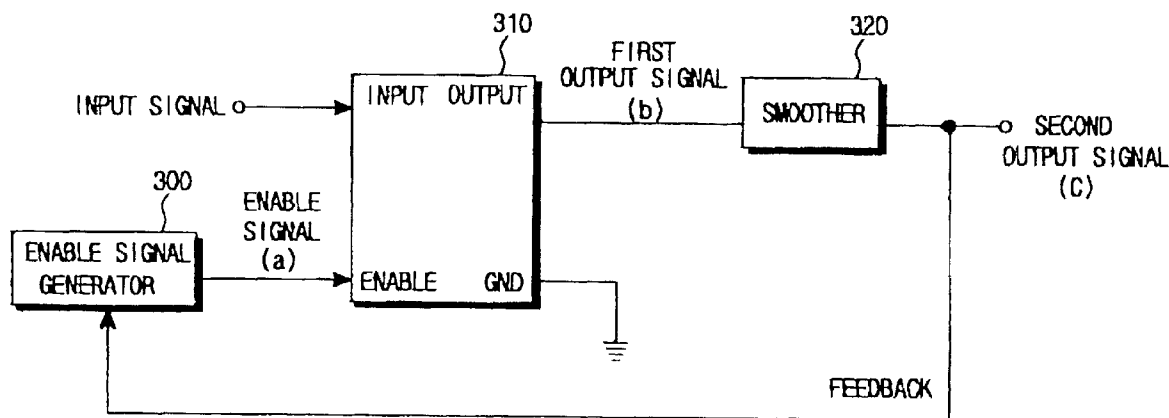 320
310
FIRST
OUTPUT SIGNAL
(b)
INPUT SIGNAL
INPUT OUTPUT
SMOOTHER
SECOND
OUTPUT SIGNAL
(C)
300
ENABLE
SIGNAL
(a)
ENABLE SIGNAL
GENERATOR
ENABLE GND
FEEDBACK